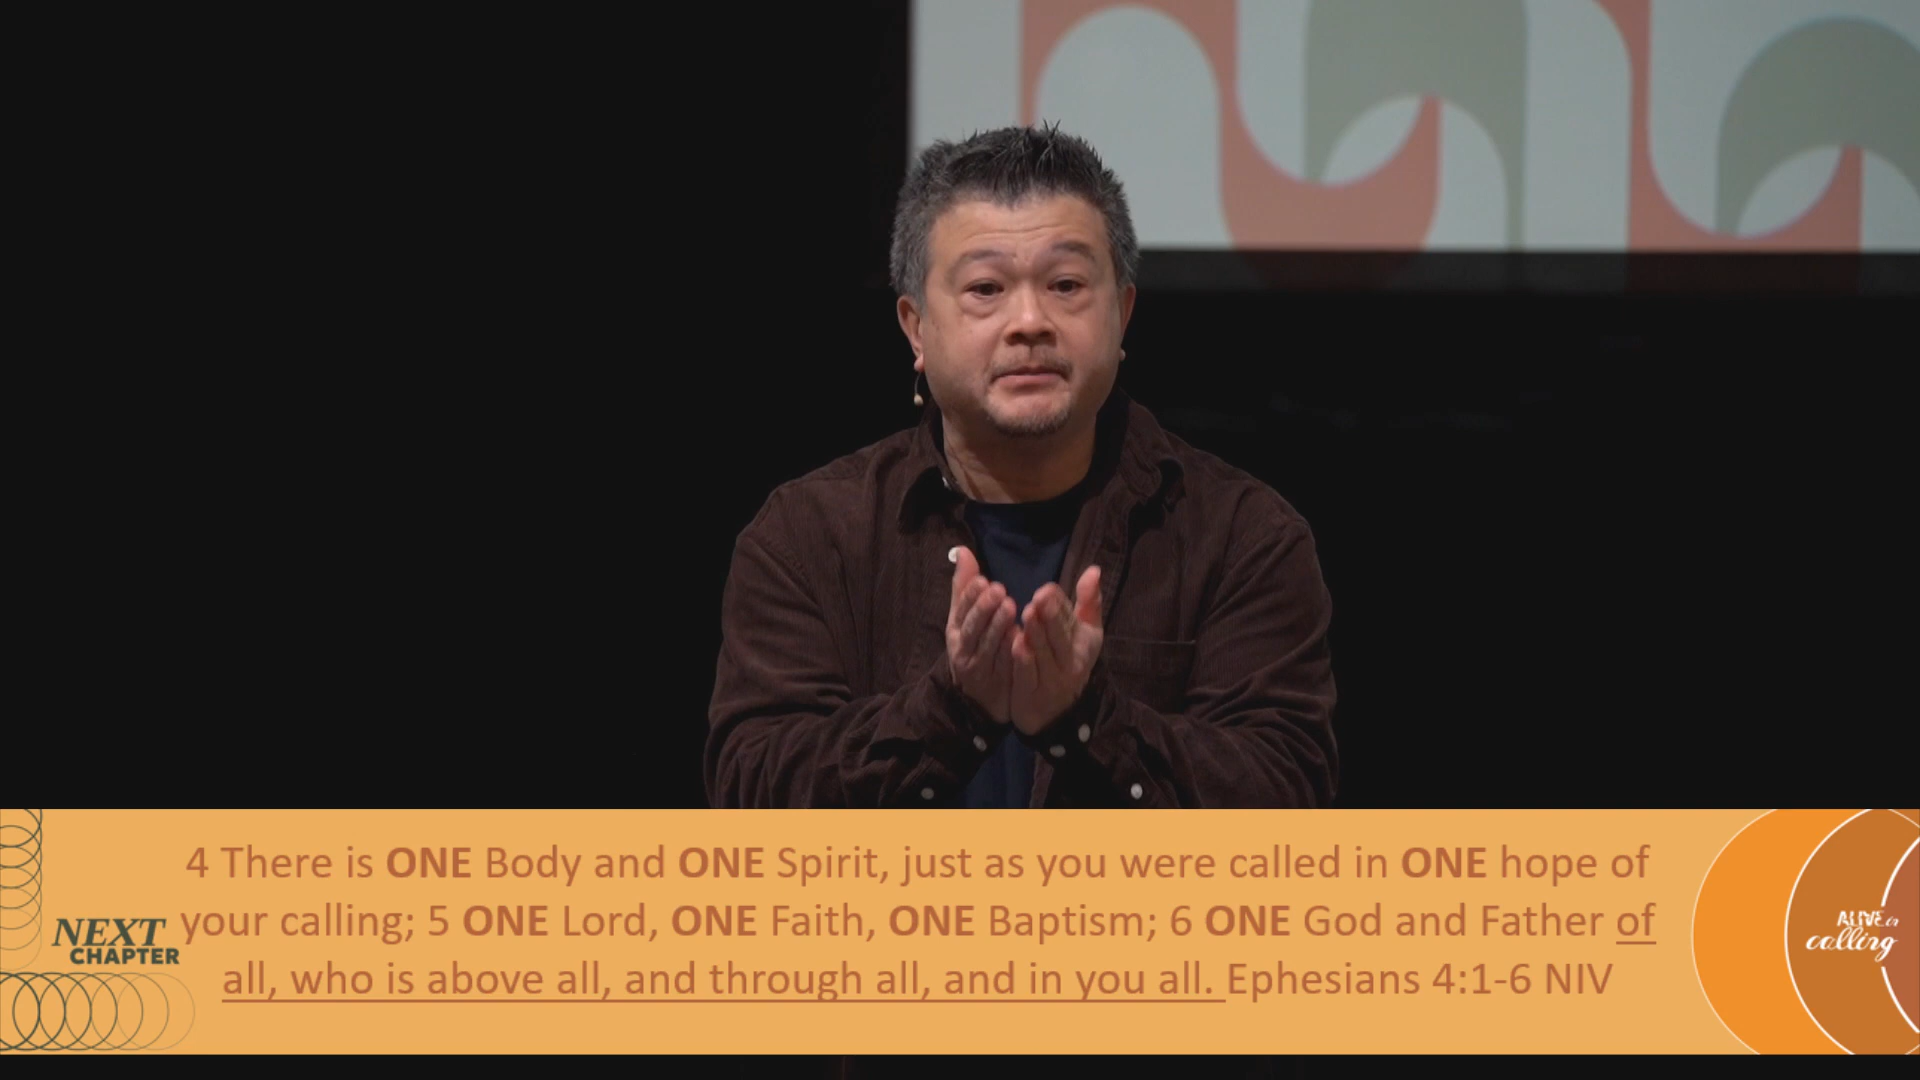 4 There is ONE Body and ONE Spirit, just as you were called in ONE hope of
your calling; 5 ONE Lord, ONE Faith, ONE Baptism; 6 ONE God and Father of
all, who is above all, and through all, and in you all. Ephesians 4:1-6 NIV
NEXT
CHAPTER
ALIVE in
calling